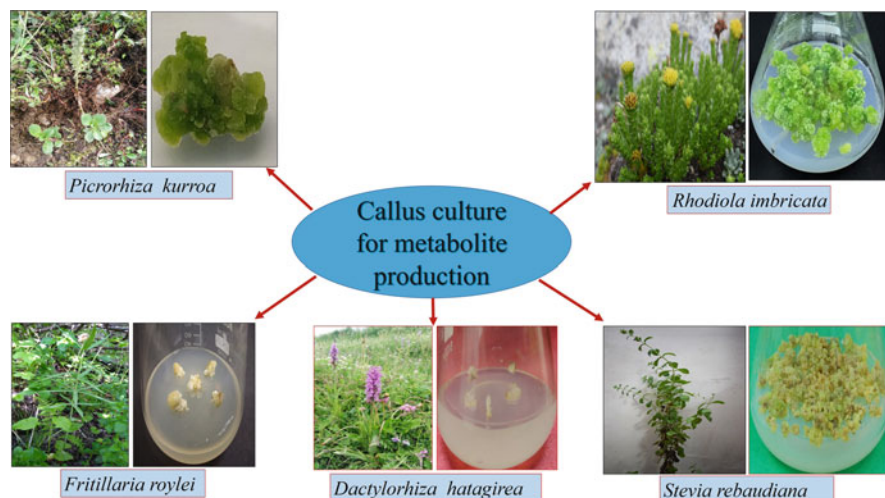 Picrorhiza kurroa
Rhodiola imbricata
Callus culture
for metabolite
production
Fritillaria roylei
Dactylorhiza hatagirea
Stevia rebaudiana